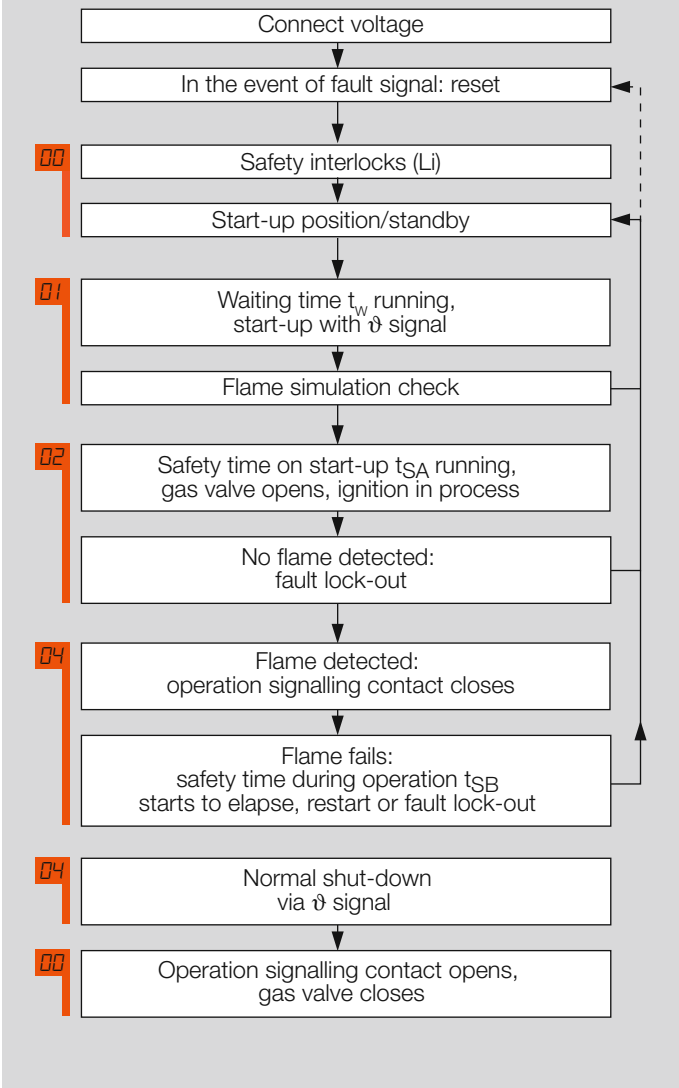 Connect voltage
In the event of fault signal: reset
00
Safety interlocks (Li)
Start-up position/standby
01
Waiting time tW running,
start-up with ϑ signal
Flame simulation check
02
Safety time on start-up tSA running,
gas valve opens, ignition in process
No flame detected:
fault lock-out
04
Flame detected:
operation signalling contact closes
Flame fails:
safety time during operation tSB
starts to elapse, restart or fault lock-out
04
Normal shut-down
via ϑ signal
00
Operation signalling contact opens,
gas valve closes